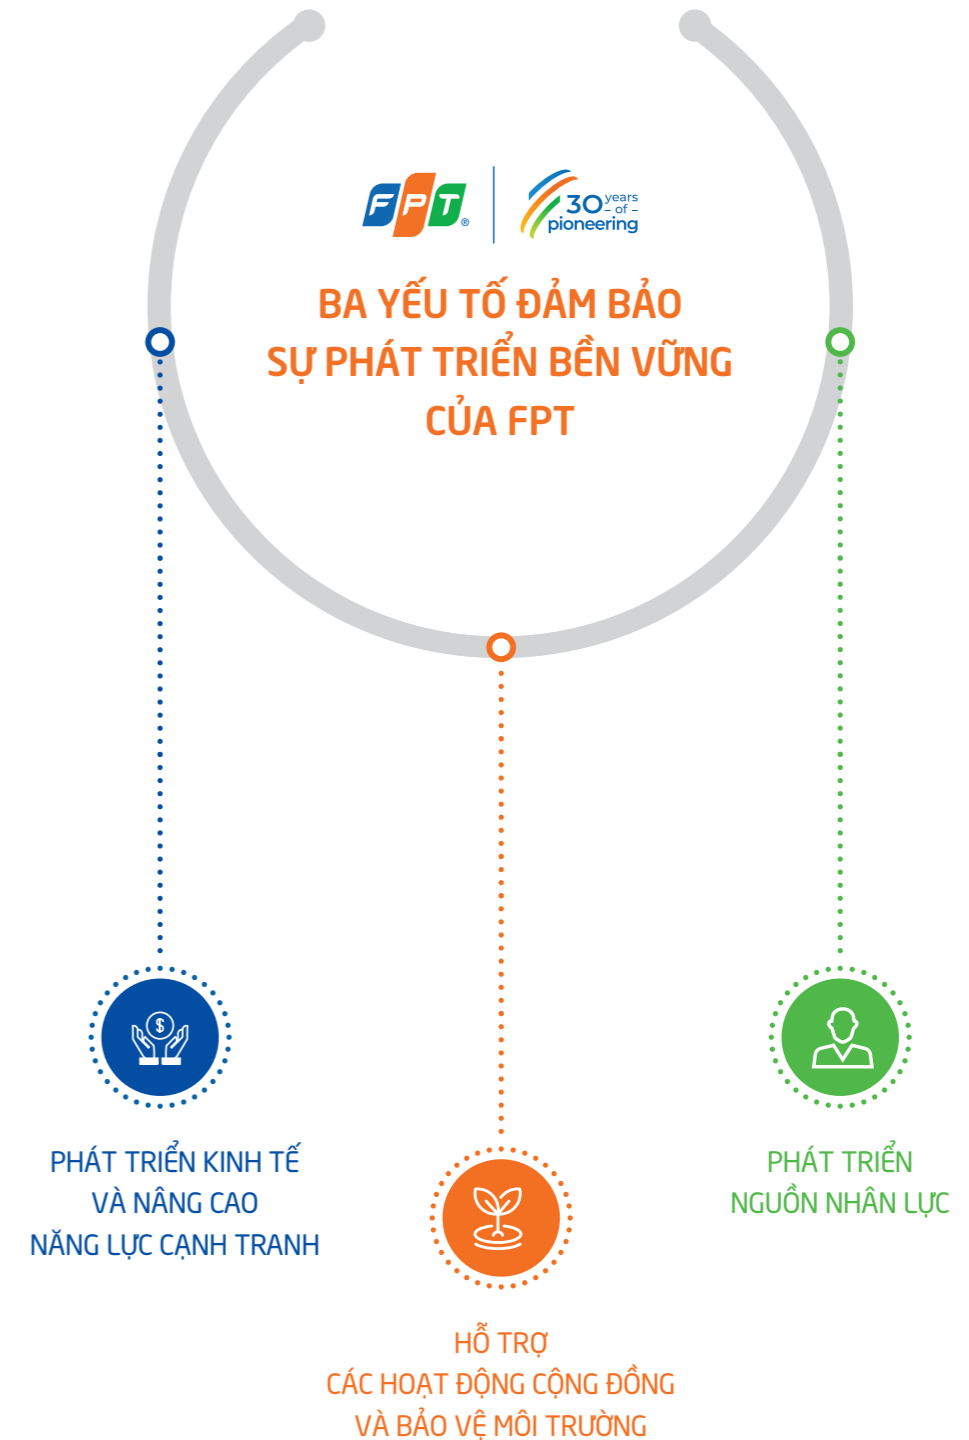 FPT®
30 years
of
pioneering
BA YẾU TỐ ĐẢM BẢO
SỰ PHÁT TRIỂN BỀN VỮNG
CỦA FPT
PHÁT TRIỂN KINH TẾ
VÀ NÂNG CAO
NĂNG LỰC CẠNH TRANH
HỖ TRỢ
CÁC HOẠT ĐỘNG CỘNG ĐỒNG
VÀ BẢO VỆ MÔI TRƯỜNG
PHÁT TRIỂN
NGUỒN NHÂN LỰC